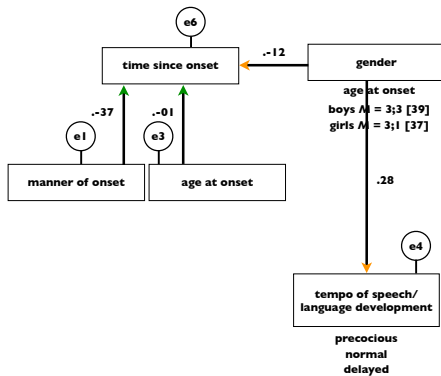 e6
.-12
time since onset
gender
age at onset
boys M = 3;3 [39]
girls M = 3;1 [37]
.-37
.-01
e1
e3
manner of onset
age at onset
.28
e4
tempo of speech/
language development
precocious
normal
delayed